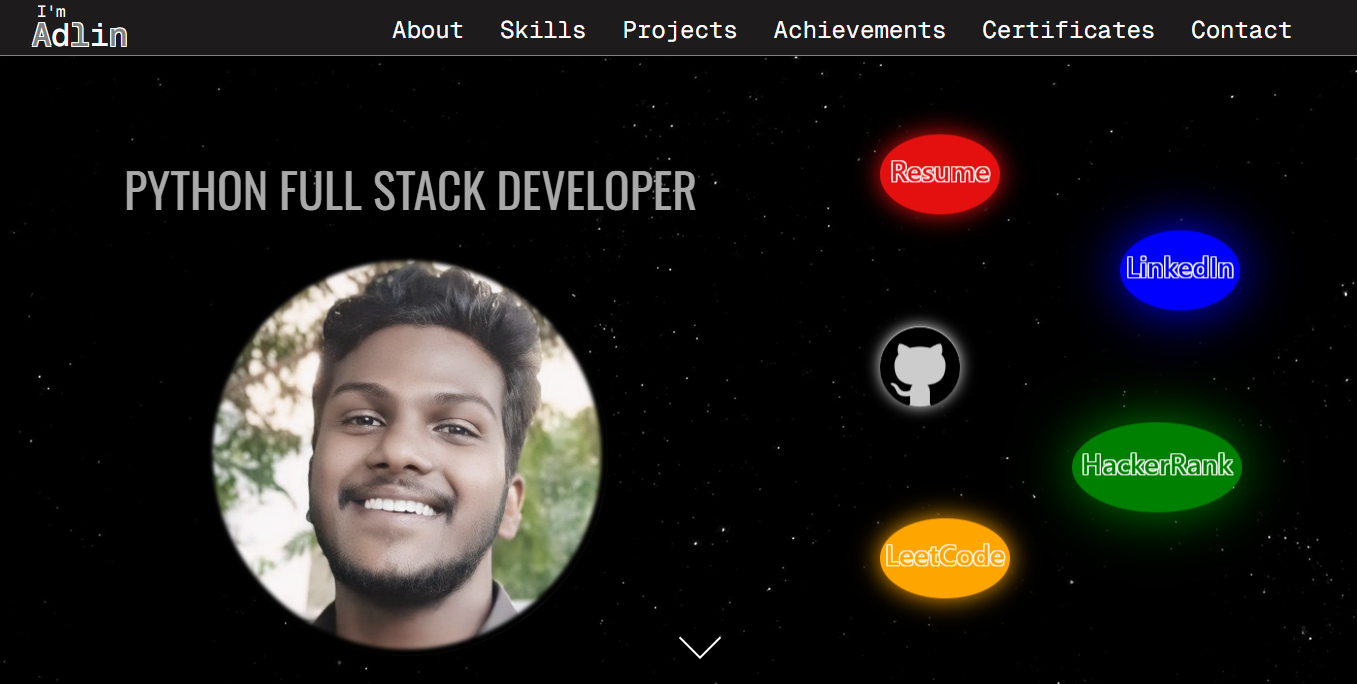 I'm
Adlin
About Skills Projects Achievements Certificates Contact
PYTHON FULL STACK DEVELOPER
Resume
LinkedIn
HackerRank
LeetCode